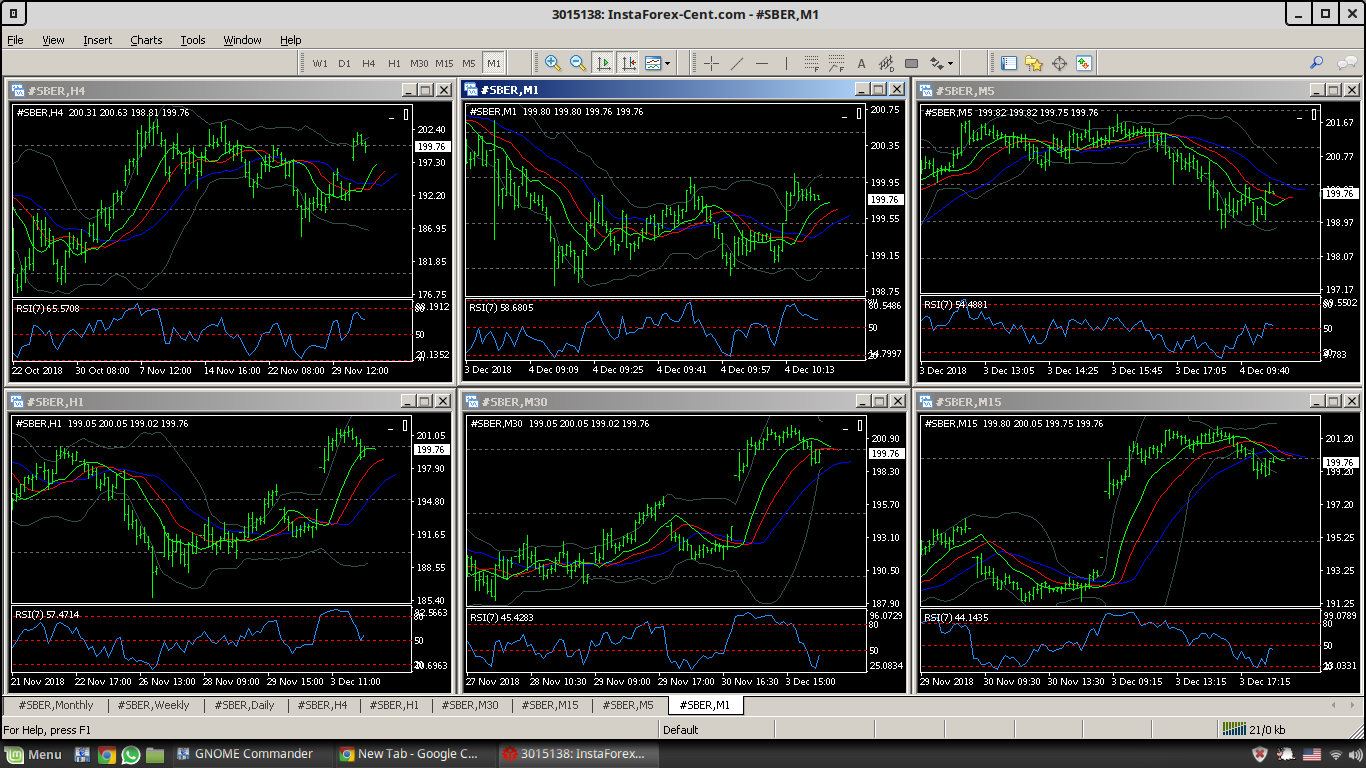 3015138: InstaForex-Cent.com - #SBER,M1
File View Insert Charts Tools Window Help
W1 D1 H4 H1 M30 M15 M5 M1
#SBER,H4
#SBER,H4 200.31 200.63 198.81 199.76
202.40
199.76
197.30
192.20
186.95
181.85
176.75
RSI(7) 65.5708
50
20.1352
22 Oct 2018 30 Oct 08:00 7 Nov 12:00 14 Nov 16:00 22 Nov 08:00 29 Nov 12:00
#SBER,M1
#SBER,M1 199.80 199.80 199.76 199.76
200.75
200.35
199.95
199.76
199.55
199.15
198.75
RSI(7) 58.6805
80.5486
50
14.7997
3 Dec 2018 4 Dec 09:09 4 Dec 09:25 4 Dec 09:41 4 Dec 09:57 4 Dec 10:13
#SBER,M5
#SBER,M5 199.82 199.82 199.75 199.76
201.67
200.77
199.76
198.97
198.07
197.17
RSI(7) 54.4881
50
3 Dec 2018 3 Dec 13:05 3 Dec 14:25 3 Dec 15:45 3 Dec 17:05 4 Dec 09:40
#SBER,H1
#SBER,H1 199.05 200.05 199.02 199.76
201.05
199.76
197.90
194.80
191.65
188.55
185.40
RSI(7) 57.4714
50
21 Nov 2018 22 Nov 17:00 26 Nov 13:00 28 Nov 09:00 29 Nov 15:00 3 Dec 11:00
#SBER,M30
#SBER,M30 199.05 200.05 199.02 199.76
200.90
199.76
198.30
195.70
193.10
190.50
187.90
RSI(7) 45.4283
96.0729
80
50
25.0834
27 Nov 2018 28 Nov 10:30 29 Nov 09:00 29 Nov 17:00 30 Nov 16:30 3 Dec 15:00
#SBER,M15
#SBER,M15 199.80 200.05 199.75 199.76
201.20
199.76
199.20
197.20
195.25
193.25
191.25
RSI(7) 44.1435
99.0789
80
50
29 Nov 2018 30 Nov 09:30 30 Nov 13:30 3 Dec 09:15 3 Dec 13:15 3 Dec 17:15
#SBER,Monthly #SBER,Weekly #SBER,Daily #SBER,H4 #SBER,H1 #SBER,M30 #SBER,M15 #SBER,M5 #SBER,M1
For Help, press F1 Default 21/0 kb
Menu GNOME Commander New Tab - Google C... 3015138: InstaForex...